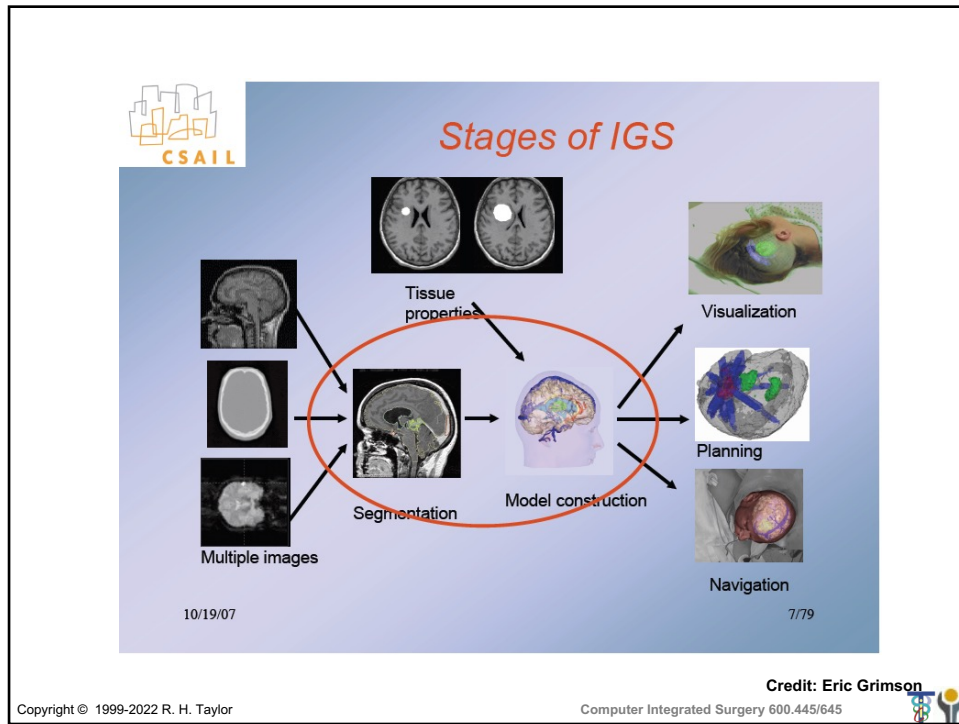 CSAIL
Stages of IGS
Tissue
properties
Visualization
Planning
Segmentation
Model construction
Multiple images
Navigation
10/19/07
7/79
Credit: Eric Grimson
Copyright © 1999-2022 R. H. Taylor
Computer Integrated Surgery 600.445/645